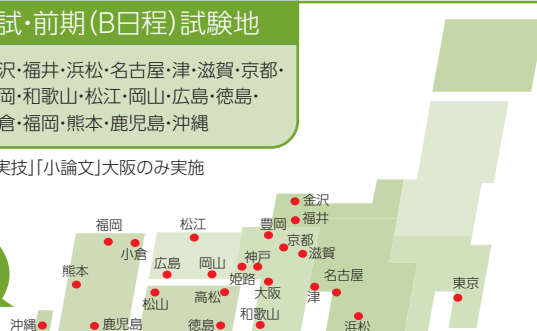 試・前期(B日程)試験地
沢・福井・浜松・名古屋・津・滋賀・京都・
岡・和歌山・松江・岡山・広島・徳島・
倉・福岡・熊本・鹿児島・沖縄
実技」「小論文」大阪のみ実施
金沢
福井
福岡
松江
豊岡
京都
小倉
滋賀
広島
岡山
神戸
熊本
姫路
名古屋
東京
大阪
津
松山
高松
和歌山
沖縄
鹿児島
徳島
浜松